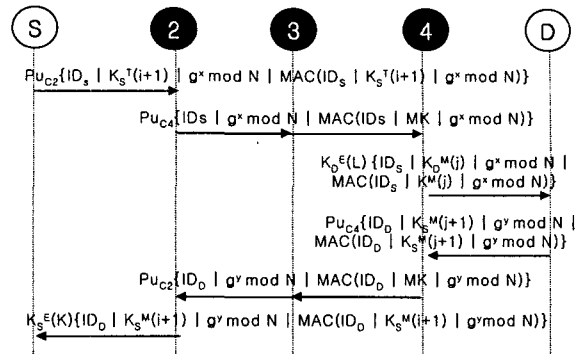 S 2 3 4 D
Pu_C2{ID_s | K_S^T(i+1) | g^x mod N | MAC(ID_S | K_S^T(i+1) | g^x mod N)}
Pu_C4{IDs | g^x mod N | MAC(IDs | MK | g^x mod N)}
K_D^E(L){ID_S | K_D^M(j) | g^x mod N |
MAC(ID_S | K^M(j) | g^x mod N)}
Pu_C4{ID_D | K_S^M(j+1) | g^y mod N |
MAC(ID_D | K_S^M(j+1) | g^y mod N)}
Pu_C2{ID_D | g^y mod N | MAC(ID_D | MK | g^y mod N)}
K_S^E(K){ID_D | K_S^M(i+1) | g^y mod N | MAC(ID_D | K_S^M(i+1) | g^y mod N)}